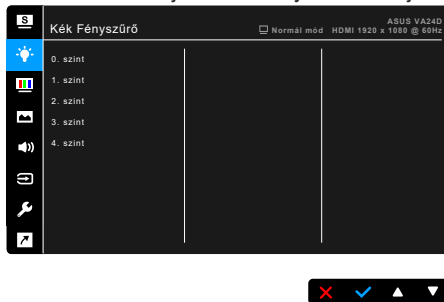 S
Kék Fényszűrő
ASUS VA24D
Normál mód HDMI 1920 x 1080 @ 60Hz
0. szint
1. szint
2. szint
3. szint
4. szint